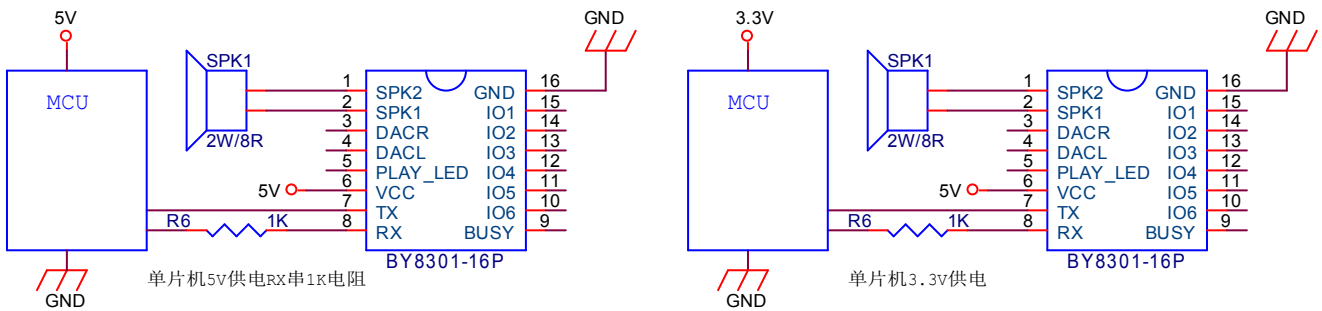 5V
GND
SPK1
MCU
2W/8R
1 SPK2 GND 16
2 SPK1 IO1 15
3 DACR IO2 14
4 DACL IO3 13
5 PLAY_LED IO4 12
5V 6 VCC IO5 11
7 TX IO6 10
R6 1K 8 RX BUSY 9
BY8301-16P
单片机5V供电RX串1K电阻
GND
3.3V
GND
SPK1
MCU
2W/8R
1 SPK2 GND 16
2 SPK1 IO1 15
3 DACR IO2 14
4 DACL IO3 13
5 PLAY_LED IO4 12
5V 6 VCC IO5 11
7 TX IO6 10
R6 1K 8 RX BUSY 9
BY8301-16P
单片机3.3V供电
GND